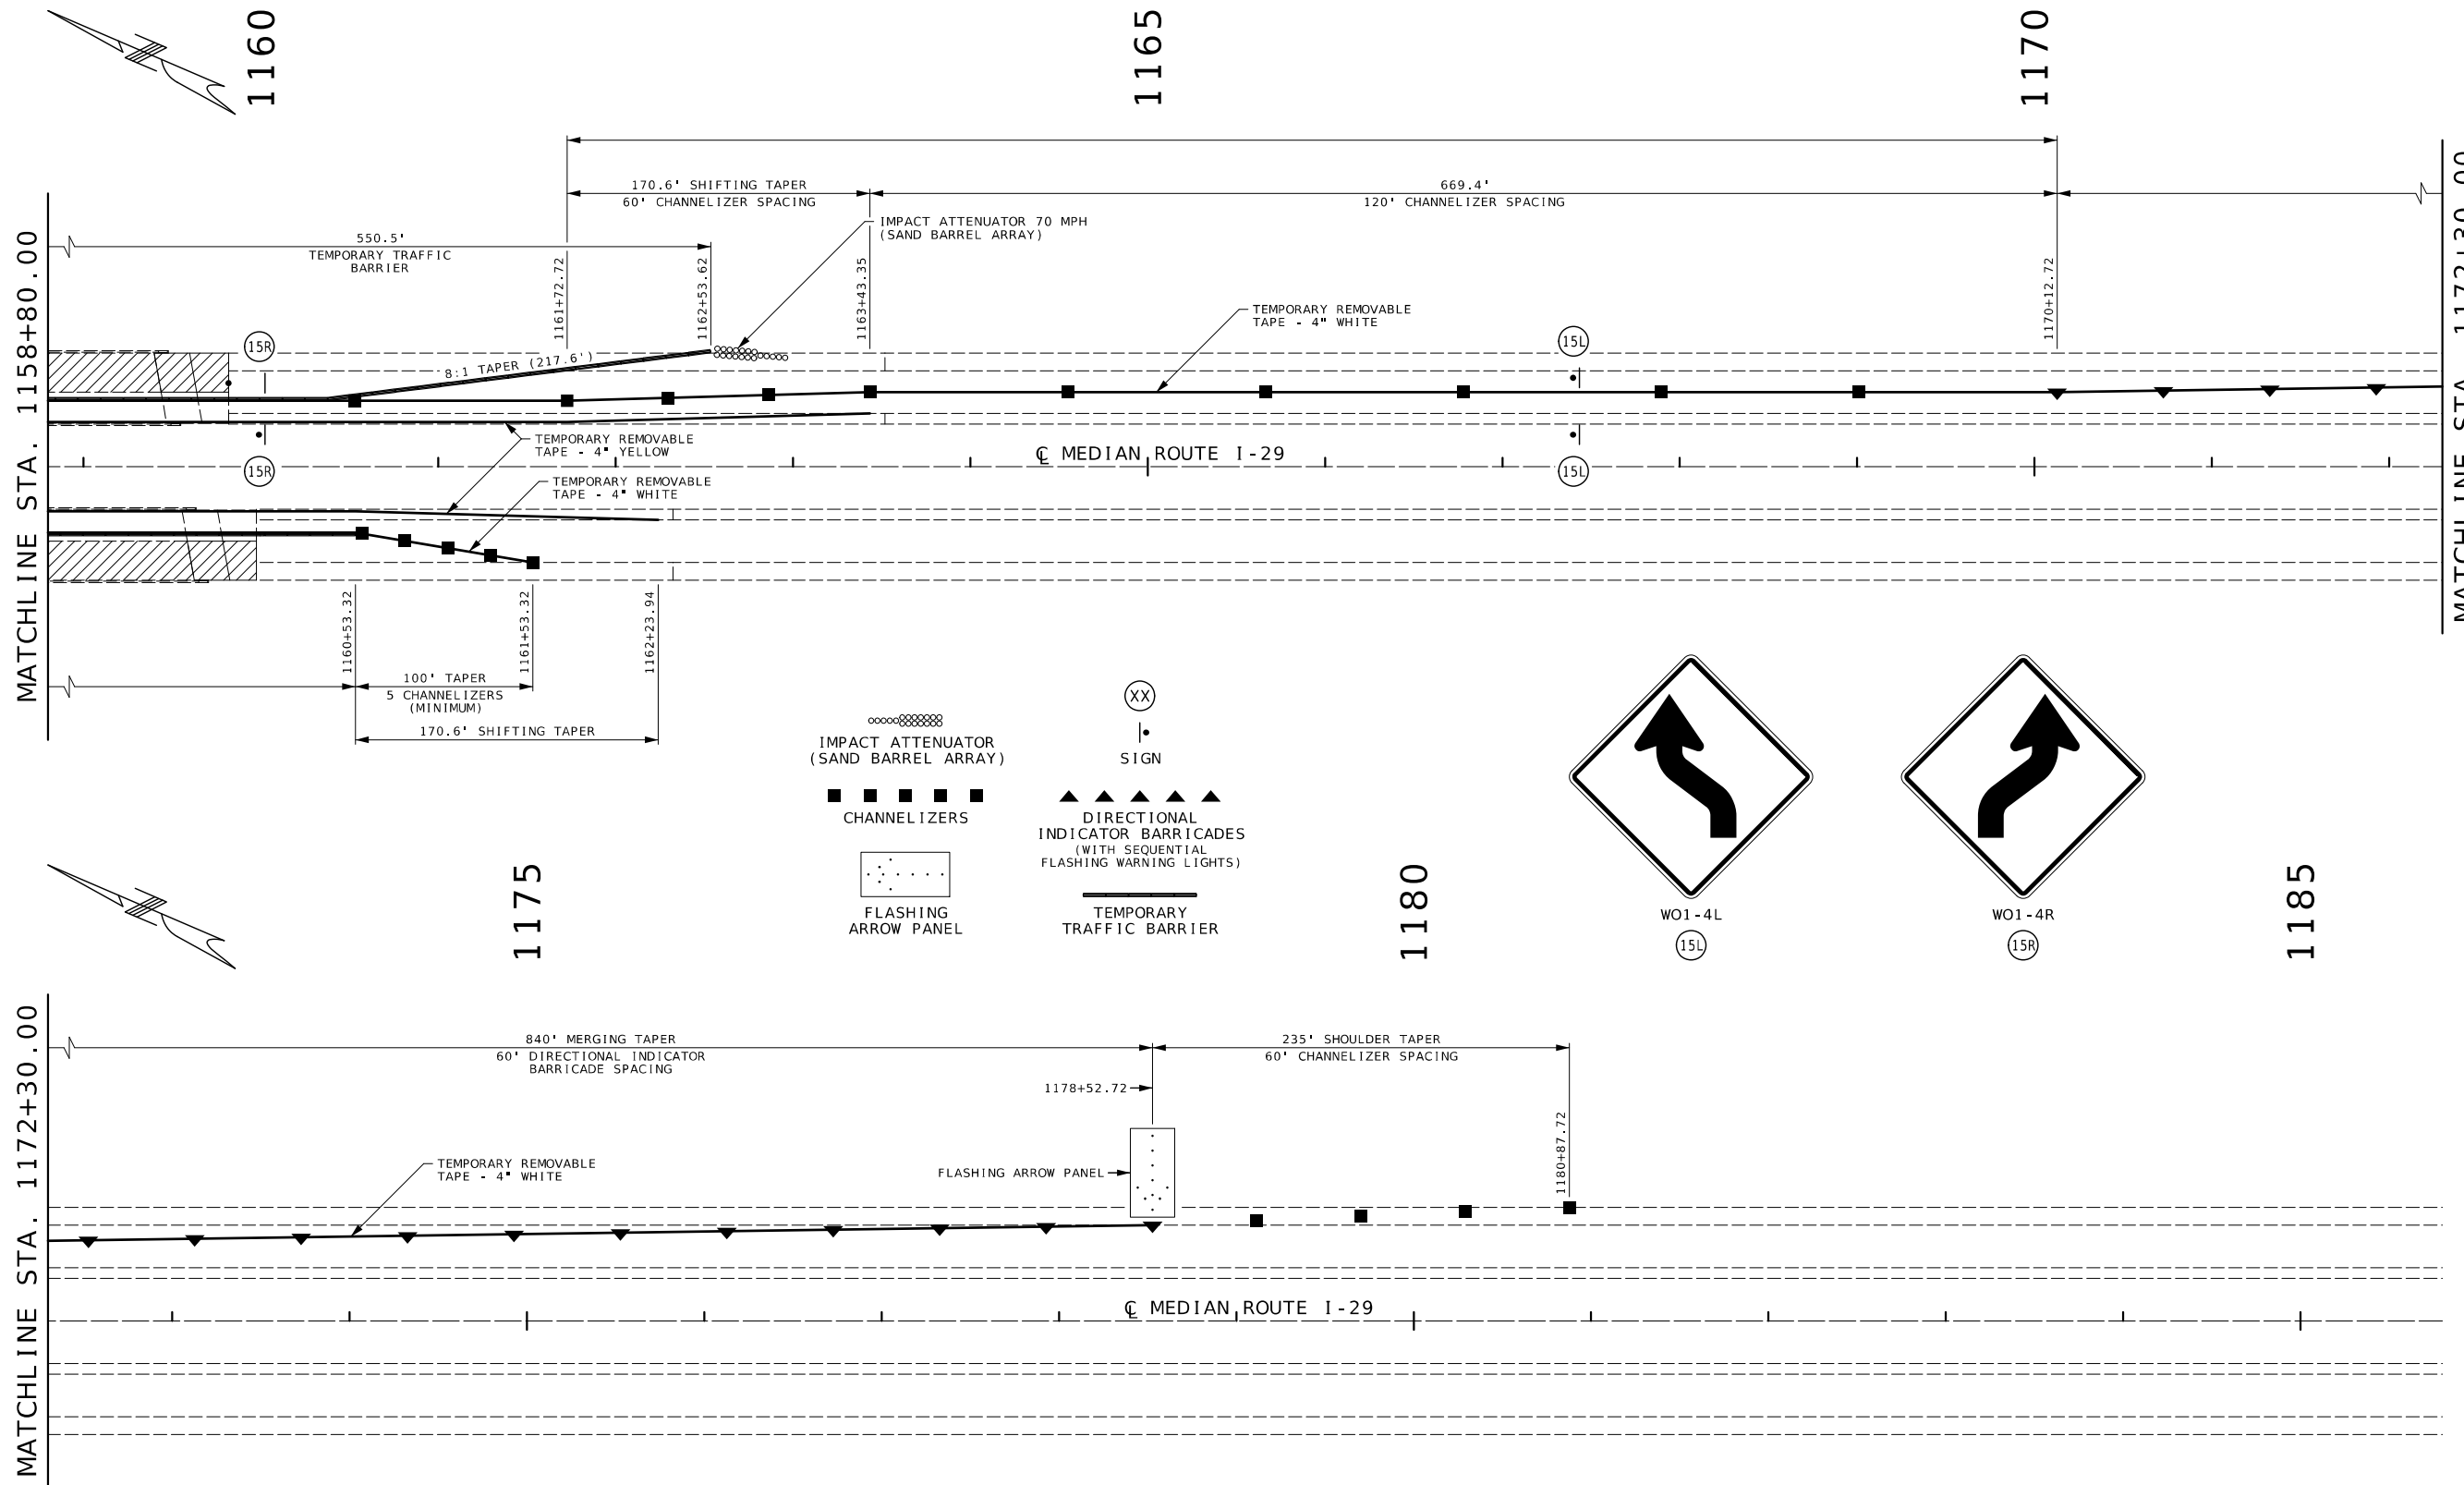 1160
1165
1170
170.6' SHIFTING TAPER
60' CHANNELIZER SPACING
669.4'
120' CHANNELIZER SPACING
IMPACT ATTENUATOR 70 MPH
(SAND BARREL ARRAY)
550.5'
TEMPORARY TRAFFIC
BARRIER
1161+72.72
1162+53.62
1163+43.35
1170+12.72
MATCHLINE STA. 1158+80.00
MATCHLINE STA. 1172+30.00
TEMPORARY REMOVABLE
TAPE - 4" WHITE
15R
15L
8:1 TAPER (217.6')
TEMPORARY REMOVABLE
TAPE - 4" YELLOW
℄ MEDIAN ROUTE I-29
15R
15L
TEMPORARY REMOVABLE
TAPE - 4" WHITE
1160+53.32
1161+53.32
1162+23.94
100' TAPER
5 CHANNELIZERS
(MINIMUM)
170.6' SHIFTING TAPER
XX
IMPACT ATTENUATOR
(SAND BARREL ARRAY)
SIGN
CHANNELIZERS
DIRECTIONAL
INDICATOR BARRICADES
(WITH SEQUENTIAL
FLASHING WARNING LIGHTS)
FLASHING
ARROW PANEL
TEMPORARY
TRAFFIC BARRIER
WO1-4L
15L
WO1-4R
15R
1175
1180
1185
MATCHLINE STA. 1172+30.00
840' MERGING TAPER
60' DIRECTIONAL INDICATOR
BARRICADE SPACING
235' SHOULDER TAPER
60' CHANNELIZER SPACING
1178+52.72
1180+87.72
TEMPORARY REMOVABLE
TAPE - 4" WHITE
FLASHING ARROW PANEL
℄ MEDIAN ROUTE I-29